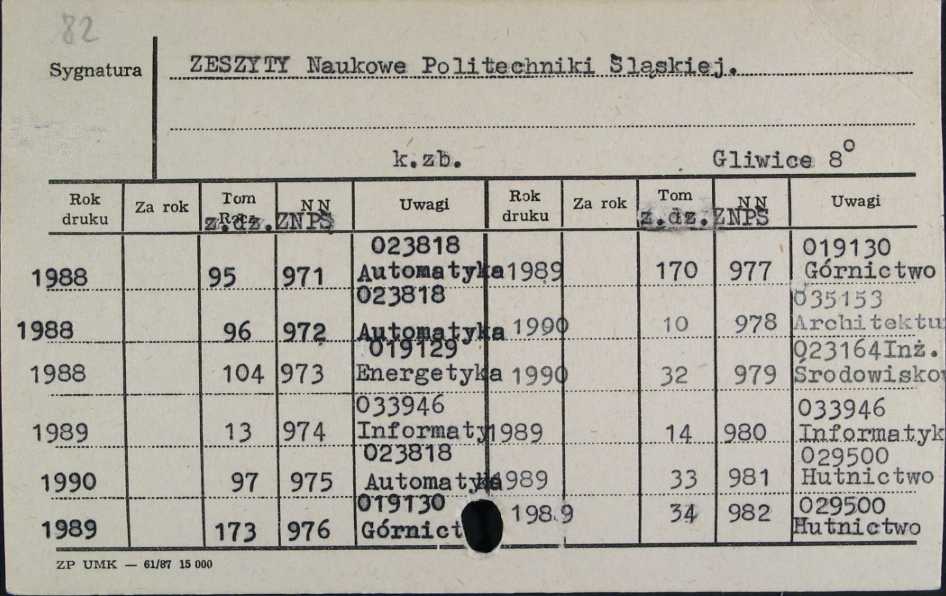 82
Sygnatura ZESZYTY Naukowe Politechniki Śląskiej.
k.zb. Gliwice 8°
Rok druku Za rok Tom z.dz. NN ZNPŚ Uwagi Rok druku Za rok Tom z.dz. NN ZNPŚ Uwagi
1988 95 971 023818 Automatyka 1989 170 977 019130 Górnictwo
1988 96 972 023818 Automatyka 1990 10 978 035153 Architektu
1988 104 973 019129 Energetyka 1990 32 979 023164 Inż. Środowisko
1989 13 974 033946 Informaty 1989 14 980 033946 Informatyk
1990 97 975 023818 Automatyka 1989 33 981 029500 Hutnictwo
1989 173 976 019130 Górnict 1989 34 982 029500 Hutnictwo
ZP UMK — 61/87 15 000